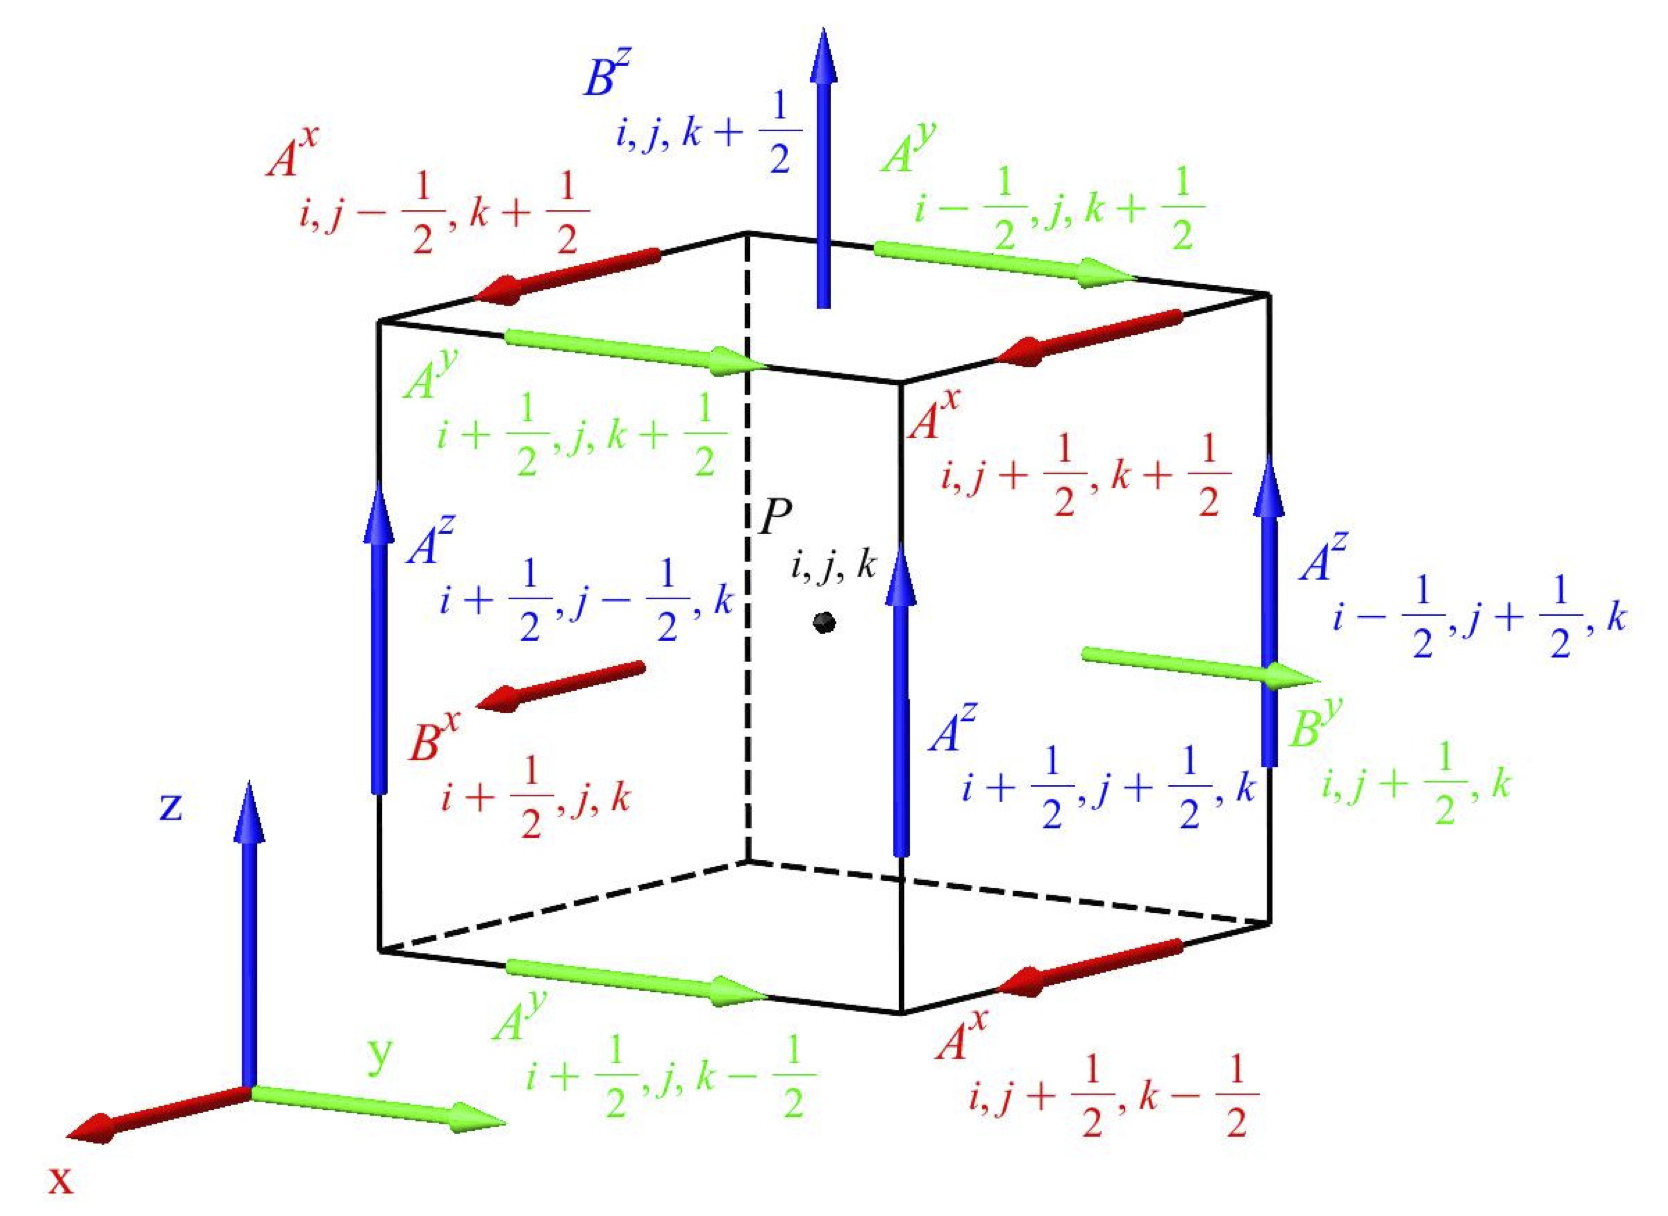 B^z_{i, j, k + \frac{1}{2}}
A^x_{i, j - \frac{1}{2}, k + \frac{1}{2}}
A^y_{i - \frac{1}{2}, j, k + \frac{1}{2}}
A^y_{i + \frac{1}{2}, j, k + \frac{1}{2}}
A^x_{i, j + \frac{1}{2}, k + \frac{1}{2}}
P_{i, j, k}
A^z_{i + \frac{1}{2}, j - \frac{1}{2}, k}
A^z_{i - \frac{1}{2}, j + \frac{1}{2}, k}
B^x_{i + \frac{1}{2}, j, k}
A^z_{i + \frac{1}{2}, j + \frac{1}{2}, k}
B^y_{i, j + \frac{1}{2}, k}
z
A^y_{i + \frac{1}{2}, j, k - \frac{1}{2}}
A^x_{i, j + \frac{1}{2}, k - \frac{1}{2}}
y
x